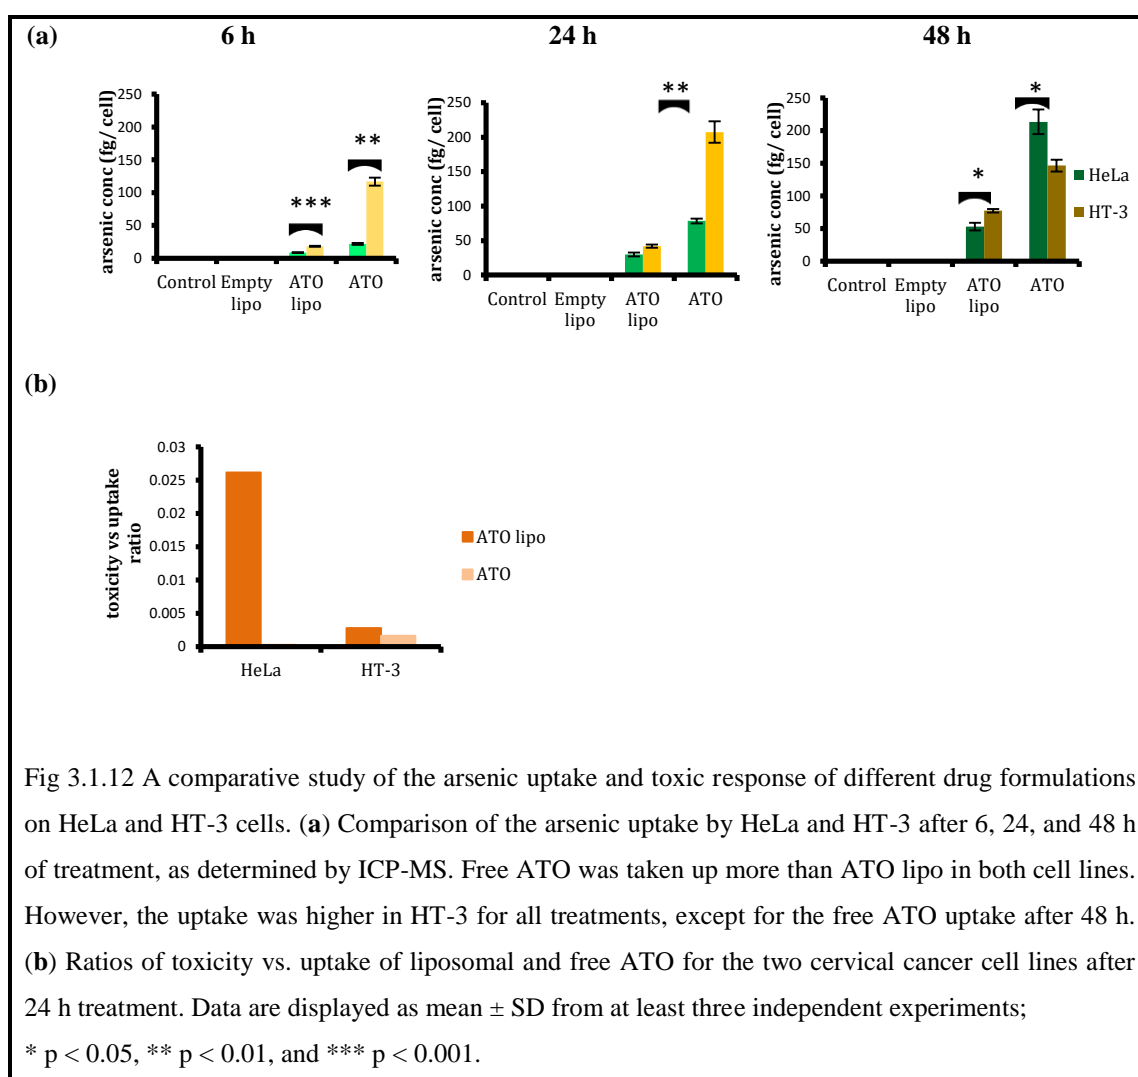 (a) 6 h 24 h 48 h
arsenic conc (fg/ cell)
250
200
150
100
50
0
***
**
Control Empty lipo ATO lipo ATO
arsenic conc (fg/ cell)
250
200
150
100
50
0
**
Control Empty lipo ATO lipo ATO
arsenic conc (fg/ cell)
250
200
150
100
50
0
*
*
Control Empty lipo ATO lipo ATO
HeLa
HT-3
(b)
toxicity vs uptake
ratio
0.03
0.025
0.02
0.015
0.01
0.005
0
HeLa HT-3
ATO lipo
ATO
Fig 3.1.12 A comparative study of the arsenic uptake and toxic response of different drug formulations
on HeLa and HT-3 cells. (a) Comparison of the arsenic uptake by HeLa and HT-3 after 6, 24, and 48 h
of treatment, as determined by ICP-MS. Free ATO was taken up more than ATO lipo in both cell lines.
However, the uptake was higher in HT-3 for all treatments, except for the free ATO uptake after 48 h.
(b) Ratios of toxicity vs. uptake of liposomal and free ATO for the two cervical cancer cell lines after
24 h treatment. Data are displayed as mean ± SD from at least three independent experiments;
* p < 0.05, ** p < 0.01, and *** p < 0.001.